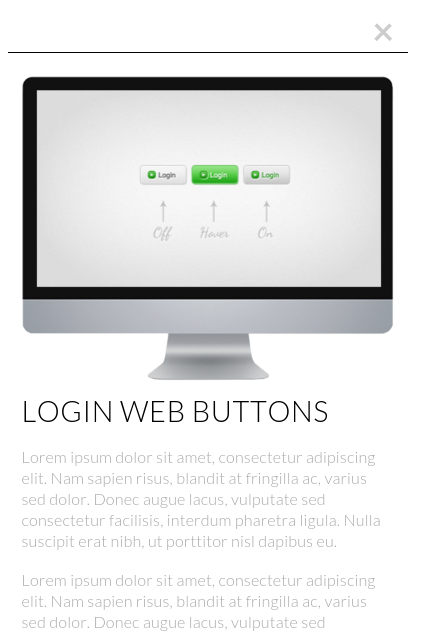 Login Login Login
Off Hover On
LOGIN WEB BUTTONS
Lorem ipsum dolor sit amet, consectetur adipiscing
elit. Nam sapien risus, blandit at fringilla ac, varius
sed dolor. Donec augue lacus, vulputate sed
consectetur facilisis, interdum pharetra ligula. Nulla
suscipit erat nibh, ut porttitor nisl dapibus eu.
Lorem ipsum dolor sit amet, consectetur adipiscing
elit. Nam sapien risus, blandit at fringilla ac, varius
sed dolor. Donec augue lacus, vulputate sed